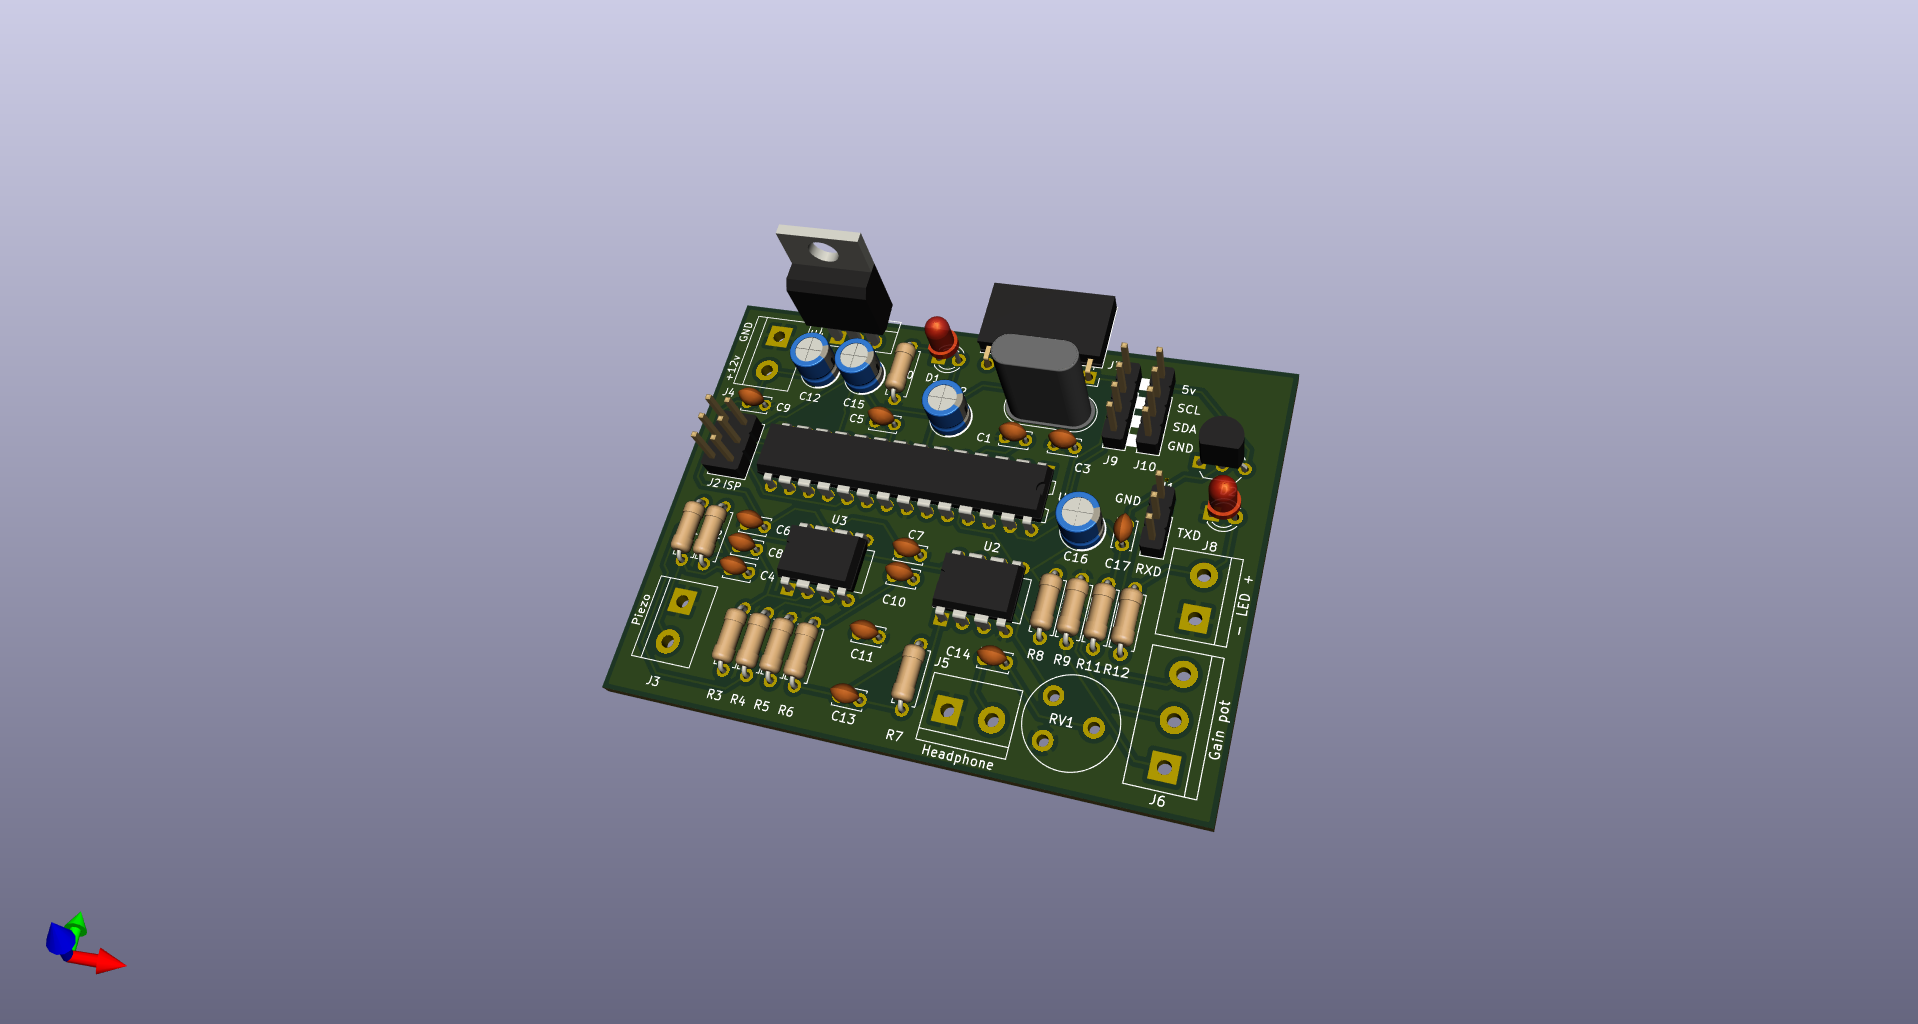 GND
+12v
J4
C9
C12
C15
C5
D1
C1
C3
J9
J10
5v
SCL
SDA
GND
J2 ISP
GND
TXD
RXD
J8
+
LED
−
C6
C8
C4
U3
C7
C10
U2
C16
C17
Piezo
J3
R3
R4
R5
R6
C11
C13
R7
J5
C14
Headphone
R8
R9
R11
R12
RV1
Gain pot
J6